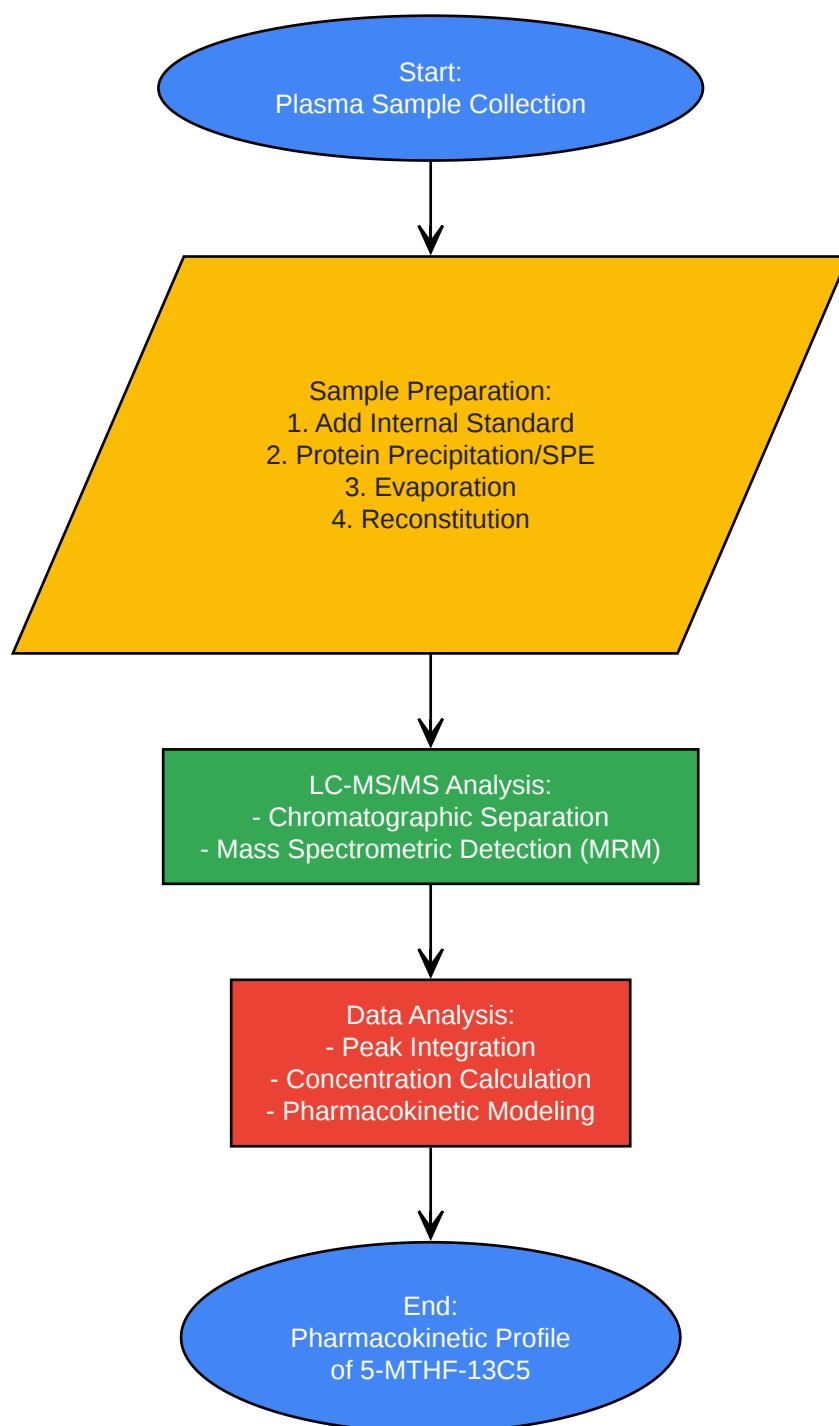 Start:
Plasma Sample Collection
Sample Preparation:
1. Add Internal Standard
2. Protein Precipitation/SPE
3. Evaporation
4. Reconstitution
LC-MS/MS Analysis:
- Chromatographic Separation
- Mass Spectrometric Detection (MRM)
Data Analysis:
- Peak Integration
- Concentration Calculation
- Pharmacokinetic Modeling
End:
Pharmacokinetic Profile
of 5-MTHF-13C5